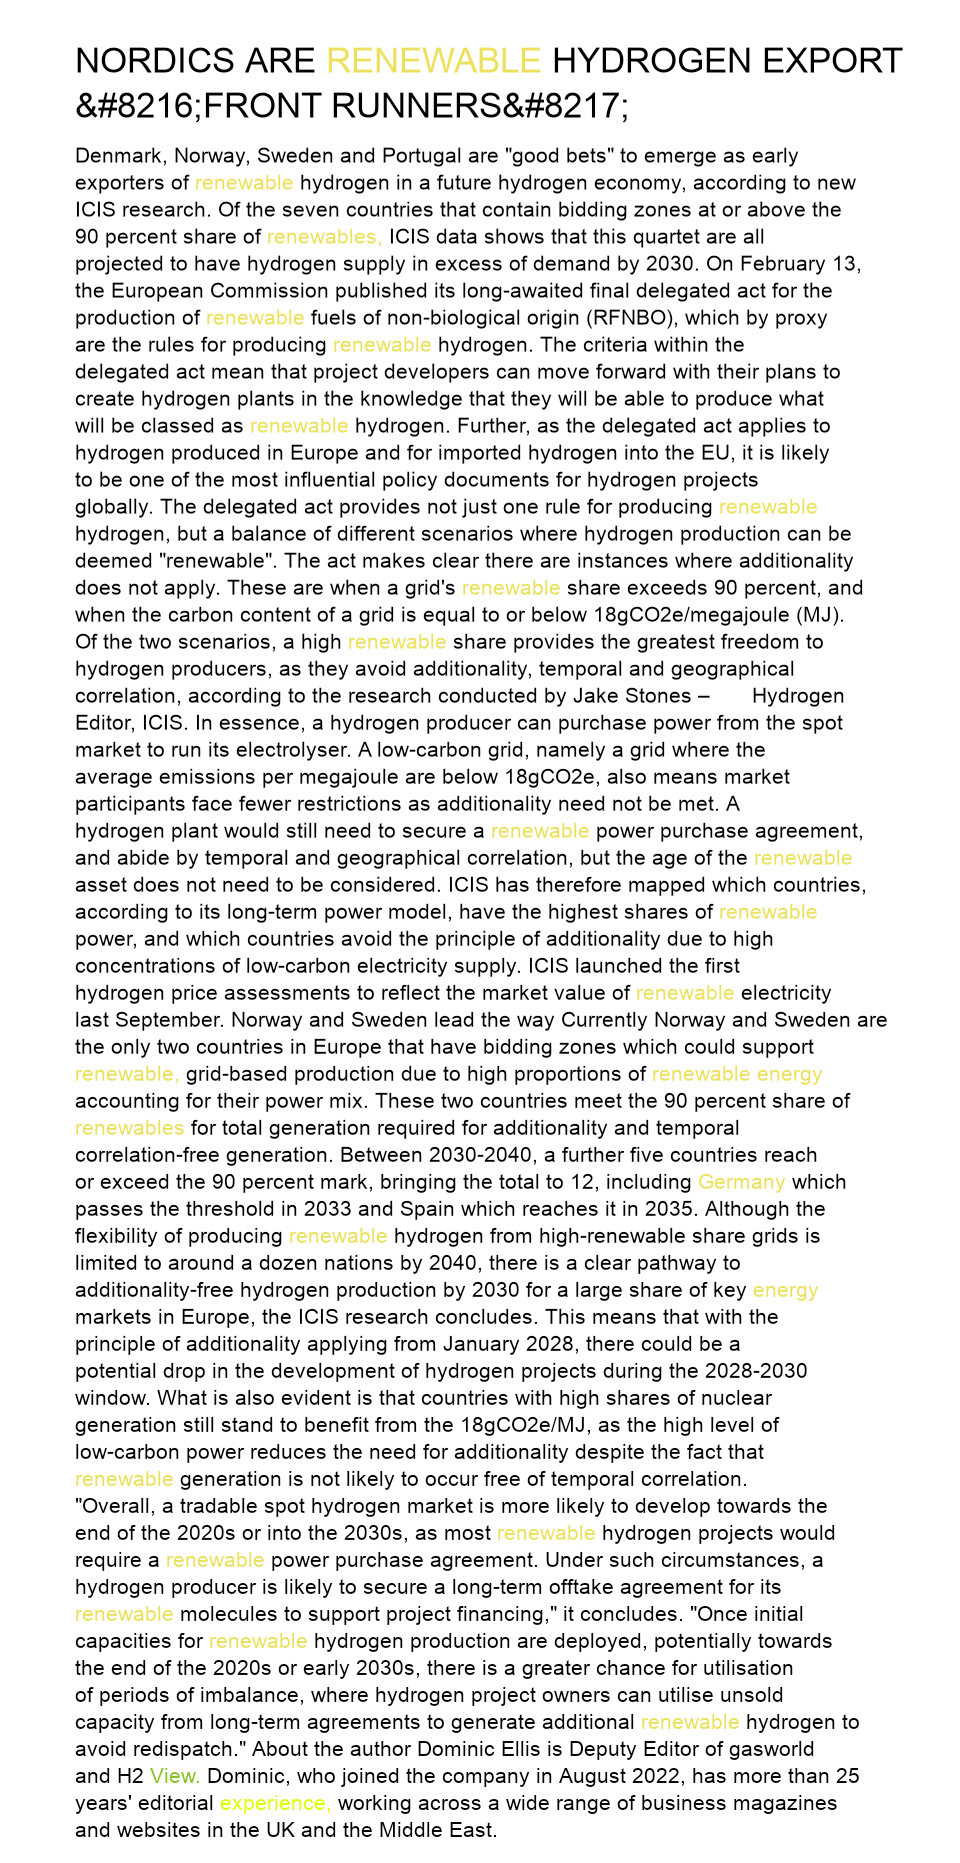 NORDICS ARE RENEWABLE HYDROGEN EXPORT
&#8216;FRONT RUNNERS&#8217;
Denmark, Norway, Sweden and Portugal are "good bets" to emerge as early
exporters of renewable hydrogen in a future hydrogen economy, according to new
ICIS research. Of the seven countries that contain bidding zones at or above the
90 percent share of renewables, ICIS data shows that this quartet are all
projected to have hydrogen supply in excess of demand by 2030. On February 13,
the European Commission published its long-awaited final delegated act for the
production of renewable fuels of non-biological origin (RFNBO), which by proxy
are the rules for producing renewable hydrogen. The criteria within the
delegated act mean that project developers can move forward with their plans to
create hydrogen plants in the knowledge that they will be able to produce what
will be classed as renewable hydrogen. Further, as the delegated act applies to
hydrogen produced in Europe and for imported hydrogen into the EU, it is likely
to be one of the most influential policy documents for hydrogen projects
globally. The delegated act provides not just one rule for producing renewable
hydrogen, but a balance of different scenarios where hydrogen production can be
deemed "renewable". The act makes clear there are instances where additionality
does not apply. These are when a grid's renewable share exceeds 90 percent, and
when the carbon content of a grid is equal to or below 18gCO2e/megajoule (MJ).
Of the two scenarios, a high renewable share provides the greatest freedom to
hydrogen producers, as they avoid additionality, temporal and geographical
correlation, according to the research conducted by Jake Stones – Hydrogen
Editor, ICIS. In essence, a hydrogen producer can purchase power from the spot
market to run its electrolyser. A low-carbon grid, namely a grid where the
average emissions per megajoule are below 18gCO2e, also means market
participants face fewer restrictions as additionality need not be met. A
hydrogen plant would still need to secure a renewable power purchase agreement,
and abide by temporal and geographical correlation, but the age of the renewable
asset does not need to be considered. ICIS has therefore mapped which countries,
according to its long-term power model, have the highest shares of renewable
power, and which countries avoid the principle of additionality due to high
concentrations of low-carbon electricity supply. ICIS launched the first
hydrogen price assessments to reflect the market value of renewable electricity
last September. Norway and Sweden lead the way Currently Norway and Sweden are
the only two countries in Europe that have bidding zones which could support
renewable, grid-based production due to high proportions of renewable energy
accounting for their power mix. These two countries meet the 90 percent share of
renewables for total generation required for additionality and temporal
correlation-free generation. Between 2030-2040, a further five countries reach
or exceed the 90 percent mark, bringing the total to 12, including Germany which
passes the threshold in 2033 and Spain which reaches it in 2035. Although the
flexibility of producing renewable hydrogen from high-renewable share grids is
limited to around a dozen nations by 2040, there is a clear pathway to
additionality-free hydrogen production by 2030 for a large share of key energy
markets in Europe, the ICIS research concludes. This means that with the
principle of additionality applying from January 2028, there could be a
potential drop in the development of hydrogen projects during the 2028-2030
window. What is also evident is that countries with high shares of nuclear
generation still stand to benefit from the 18gCO2e/MJ, as the high level of
low-carbon power reduces the need for additionality despite the fact that
renewable generation is not likely to occur free of temporal correlation.
"Overall, a tradable spot hydrogen market is more likely to develop towards the
end of the 2020s or into the 2030s, as most renewable hydrogen projects would
require a renewable power purchase agreement. Under such circumstances, a
hydrogen producer is likely to secure a long-term offtake agreement for its
renewable molecules to support project financing," it concludes. "Once initial
capacities for renewable hydrogen production are deployed, potentially towards
the end of the 2020s or early 2030s, there is a greater chance for utilisation
of periods of imbalance, where hydrogen project owners can utilise unsold
capacity from long-term agreements to generate additional renewable hydrogen to
avoid redispatch." About the author Dominic Ellis is Deputy Editor of gasworld
and H2 View. Dominic, who joined the company in August 2022, has more than 25
years' editorial experience, working across a wide range of business magazines
and websites in the UK and the Middle East.